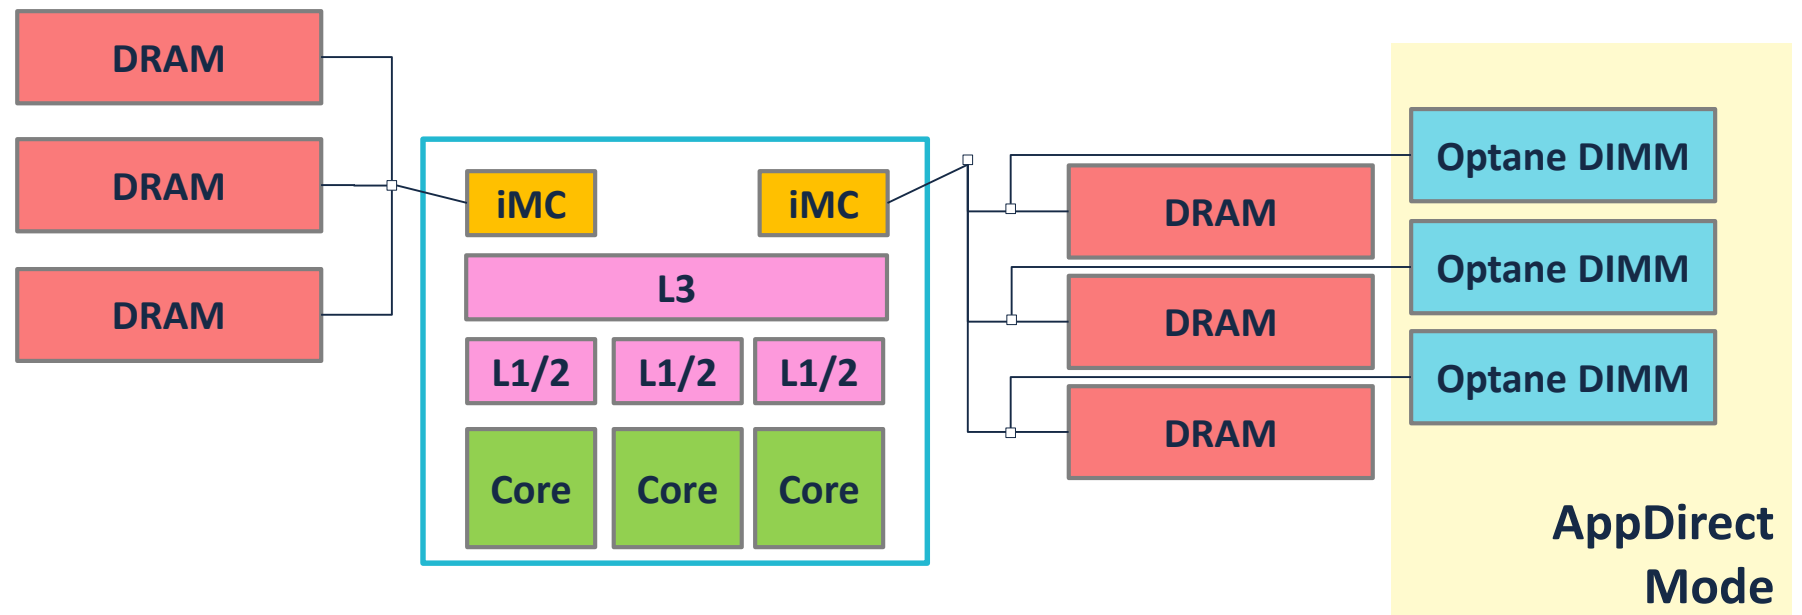 DRAM
DRAM
DRAM
iMC
iMC
L3
L1/2
L1/2
L1/2
Core
Core
Core
DRAM
DRAM
DRAM
Optane DIMM
Optane DIMM
Optane DIMM
AppDirect
Mode